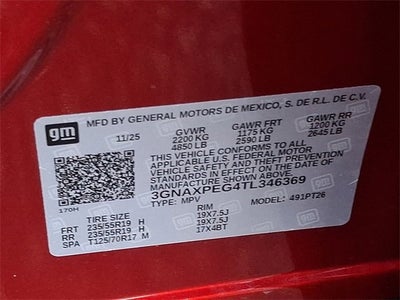 gm
MFD BY GENERAL MOTORS DE MEXICO, S. DE R.L. DE C.V.
11/25 GVWR GAWR FRT GAWR RR
2200 KG 1175 KG 1200 KG
4850 LB 2590 LB 2645 LB
THIS VEHICLE CONFORMS TO ALL
APPLICABLE U.S. FEDERAL MOTOR
VEHICLE SAFETY AND THEFT PREVENTION
STANDARDS IN EFFECT ON THE DATE OF
MANUFACTURE SHOWN ABOVE.
3GNAXPEG4TL346369
170H TYPE: MPV MODEL: 491PT26
TIRE SIZE RIM
FRT 235/55R19 H 19X7.5J
RR 235/55R19 H 19X7.5J
SPA T125/70R17 M 17X4BT